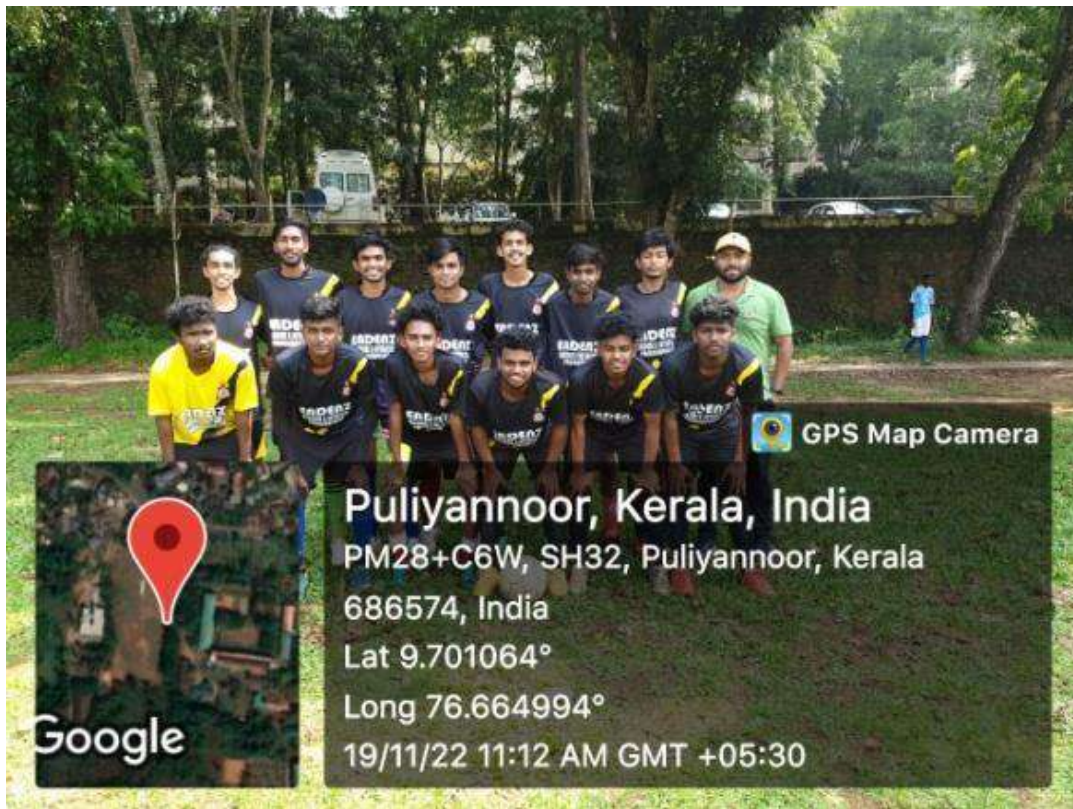 GPS Map Camera
Puliyannoor, Kerala, India
PM28+C6W, SH32, Puliyannoor, Kerala
686574, India
Lat 9.701064°
Long 76.664994°
19/11/22 11:12 AM GMT +05:30
Google